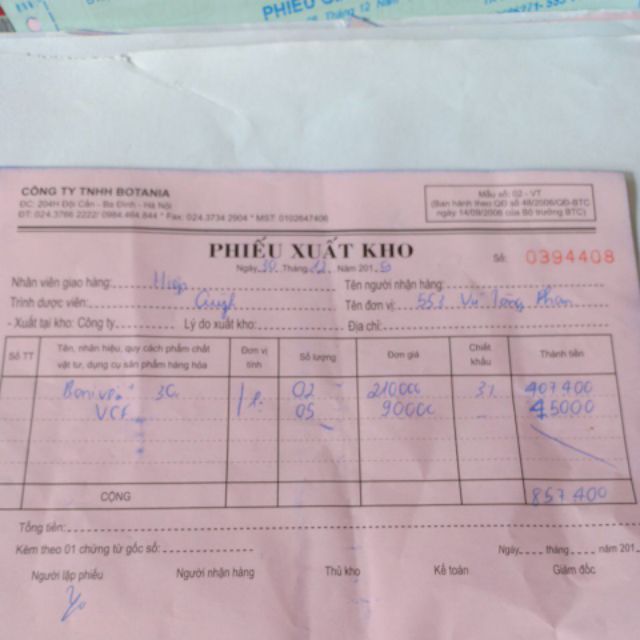 PHIẾU
CÔNG TY TNHH BOTANIA
ĐC: 204H Đội Cấn - Ba Đình - Hà Nội
ĐT: 024.3766 2222/ 0984.464.844 * Fax: 024.3734 2904 * MST: 0102647406
Mẫu số: 02 - VT
(Ban hành theo QĐ số 48/2006/QĐ-BTC
ngày 14/09/2006 của Bộ trưởng BTC)
PHIẾU XUẤT KHO
Ngày 30 Tháng 12 Năm 201
Số: 0394408
Nhân viên giao hàng: Tên người nhận hàng:
Trình dược viên: Quyh Tên đơn vị: 553
- Xuất tại kho: Công ty Lý do xuất kho: Địa chỉ:
Số TT Tên, nhãn hiệu, quy cách phẩm chất vật tư, dụng cụ sản phẩm hàng hóa Đơn vị tính Số lượng Đơn giá Chiết khấu Thành tiền
02 210000 407400
VCF 05 90000 45000
CỘNG 857400
Tổng tiền:
Kèm theo 01 chứng từ gốc số:
Ngày tháng năm 201
Người lập phiếu Người nhận hàng Thủ kho Kế toán Giám đốc